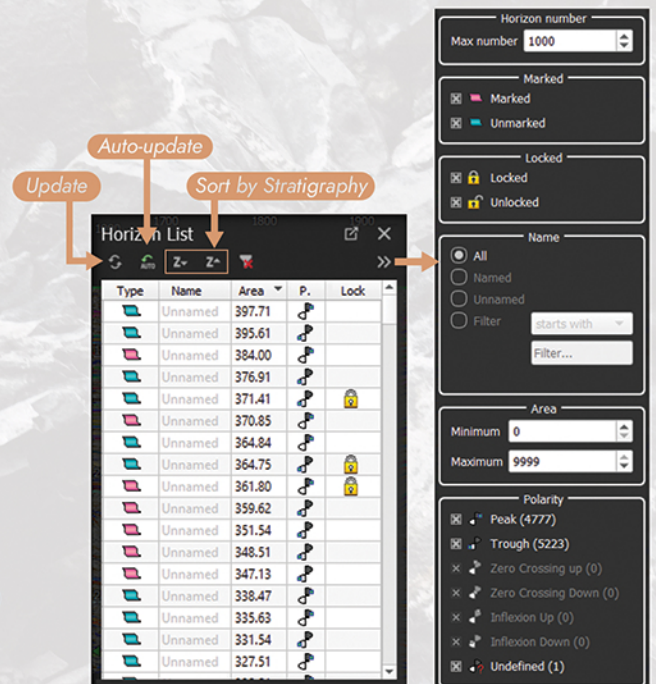 Horizon number
Max number 1000
Marked
Marked
Unmarked
Auto-update
Locked
Update
Sort by Stratigraphy
Locked
Unlocked
1700 1800 1900
Horizon List
Name
All
AUTO Z Z
Named
Type Name Area P. Lock
Unnamed
Unnamed 397.71
Filter starts with
Unnamed 395.61
Filter...
Unnamed 384.00
Unnamed 376.91
Unnamed 371.41
Area
Unnamed 370.85
Minimum 0
Unnamed 364.84
Maximum 9999
Unnamed 364.75
Unnamed 361.80
Polarity
Unnamed 359.62
Peak (4777)
Unnamed 351.54
Trough (5223)
Unnamed 348.51
Zero Crossing up (0)
Unnamed 347.13
Zero Crossing Down (0)
Unnamed 338.47
Inflexion Up (0)
Unnamed 335.63
Inflexion Down (0)
Unnamed 331.54
Undefined (1)
Unnamed 327.51